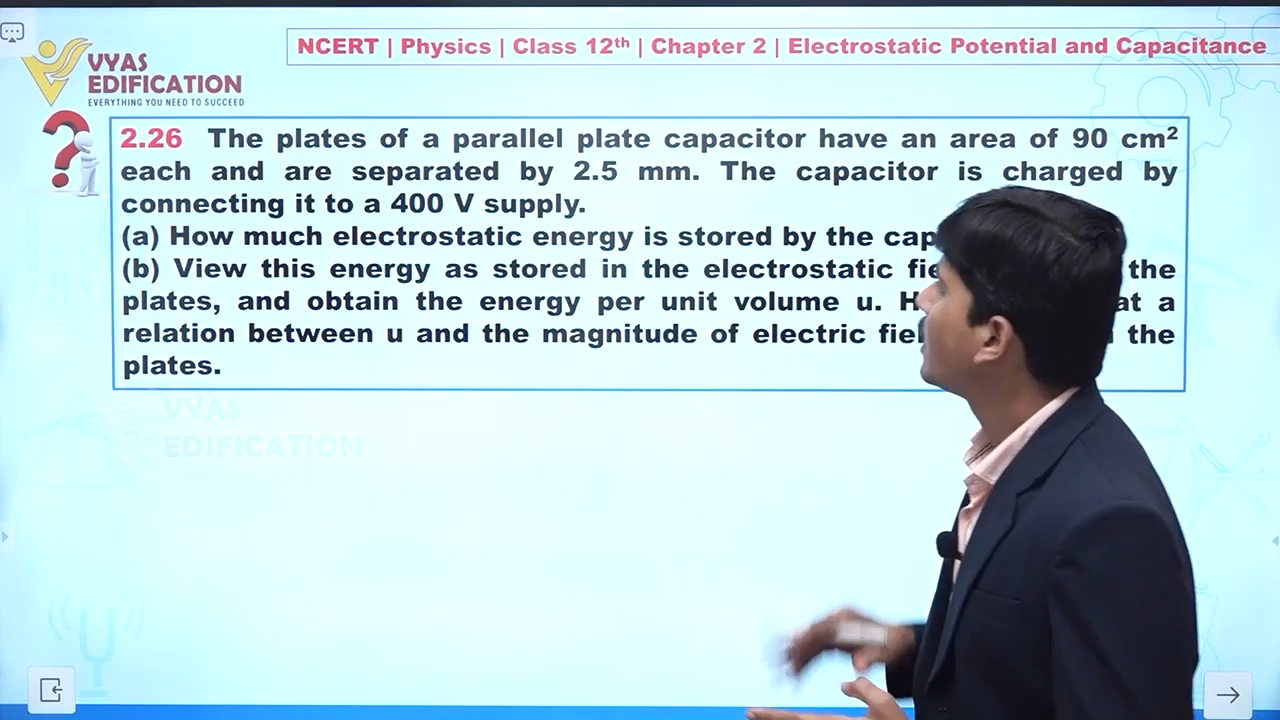 NCERT | Physics | Class 12th | Chapter 2 | Electrostatic Potential and Capacitance
VYAS
EDIFICATION
EVERYTHING YOU NEED TO SUCCEED
2.26 The plates of a parallel plate capacitor have an area of 90 cm²
each and are separated by 2.5 mm. The capacitor is charged by
connecting it to a 400 V supply.
(a) How much electrostatic energy is stored by the
(b) View this energy as stored in the electrostatic the
plates, and obtain the energy per unit volume u. a
relation between u and the magnitude of electric the
plates.
VYAS
EDIFICATION